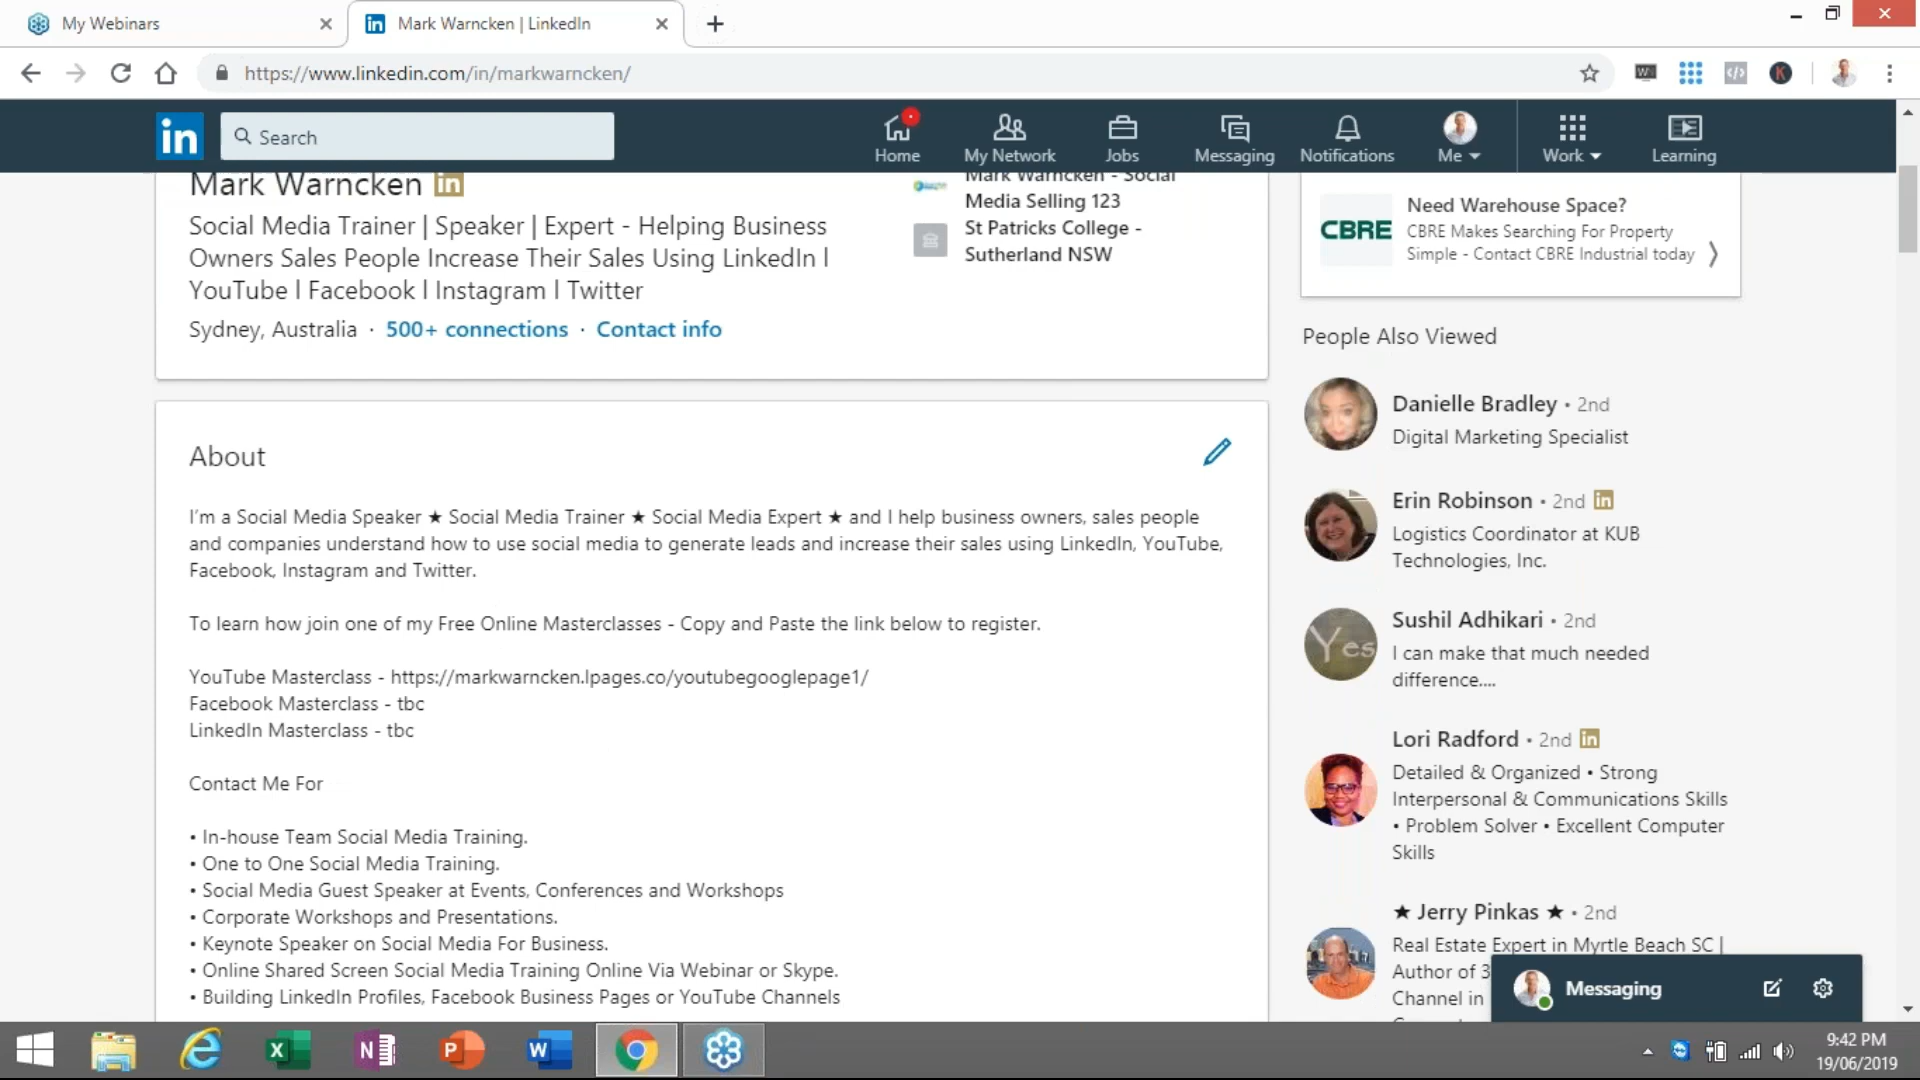 My Webinars
Mark Warncken | LinkedIn
https://www.linkedin.com/in/markwarncken/
in
Search
Home
My Network
Jobs
Messaging
Notifications
Me
Work
Learning
Mark Warncken in
Social Media Trainer | Speaker | Expert - Helping Business
Owners Sales People Increase Their Sales Using LinkedIn l
YouTube l Facebook l Instagram l Twitter
Sydney, Australia · 500+ connections · Contact info
Mark Warncken - Social
Media Selling 123
St Patricks College -
Sutherland NSW
About
I'm a Social Media Speaker ★ Social Media Trainer ★ Social Media Expert ★ and I help business owners, sales people
and companies understand how to use social media to generate leads and increase their sales using LinkedIn, YouTube,
Facebook, Instagram and Twitter.
To learn how join one of my Free Online Masterclasses - Copy and Paste the link below to register.
YouTube Masterclass - https://markwarncken.lpages.co/youtubegooglepage1/
Facebook Masterclass - tbc
LinkedIn Masterclass - tbc
Contact Me For
• In-house Team Social Media Training.
• One to One Social Media Training.
• Social Media Guest Speaker at Events, Conferences and Workshops
• Corporate Workshops and Presentations.
• Keynote Speaker on Social Media For Business.
• Online Shared Screen Social Media Training Online Via Webinar or Skype.
• Building LinkedIn Profiles, Facebook Business Pages or YouTube Channels
CBRE
Need Warehouse Space?
CBRE Makes Searching For Property
Simple - Contact CBRE Industrial today
People Also Viewed
Danielle Bradley • 2nd
Digital Marketing Specialist
Erin Robinson • 2nd in
Logistics Coordinator at KUB
Technologies, Inc.
Yes
Sushil Adhikari • 2nd
I can make that much needed
difference....
Lori Radford • 2nd in
Detailed & Organized • Strong
Interpersonal & Communications Skills
• Problem Solver • Excellent Computer
Skills
★ Jerry Pinkas ★ • 2nd
Real Estate Expert in Myrtle Beach SC |
Author of 3
Channel in
Messaging
9:42 PM
19/06/2019